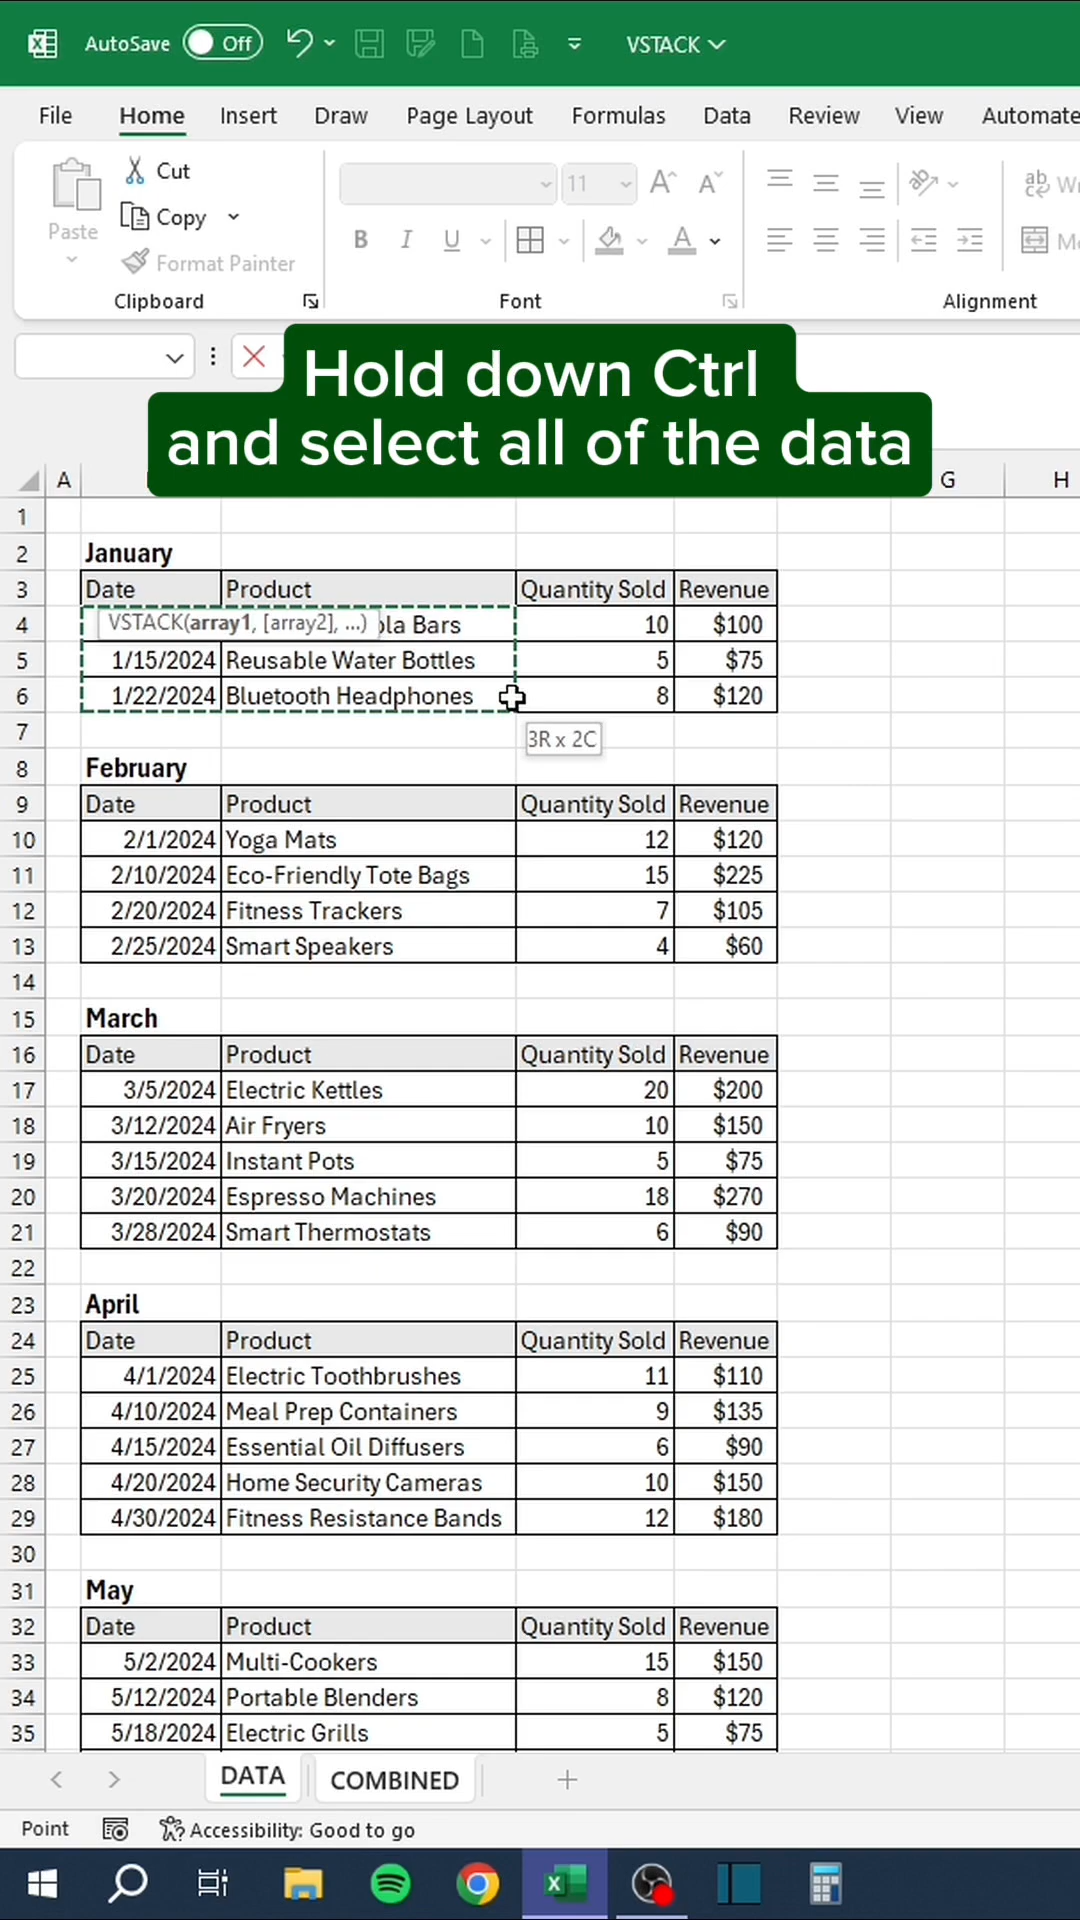 AutoSave Off VSTACK
File Home Insert Draw Page Layout Formulas Data Review View Automate
Paste
Cut
Copy
Format Painter
Clipboard
11
B I U A
Font
ab
Alignment
Hold down Ctrl
and select all of the data
A G H
1
2 January
3 Date Product Quantity Sold Revenue
4 VSTACK(array1, [array2], ...) ola Bars 10 $100
5 1/15/2024 Reusable Water Bottles 5 $75
6 1/22/2024 Bluetooth Headphones 8 $120
7 3R x 2C
8 February
9 Date Product Quantity Sold Revenue
10 2/1/2024 Yoga Mats 12 $120
11 2/10/2024 Eco-Friendly Tote Bags 15 $225
12 2/20/2024 Fitness Trackers 7 $105
13 2/25/2024 Smart Speakers 4 $60
14
15 March
16 Date Product Quantity Sold Revenue
17 3/5/2024 Electric Kettles 20 $200
18 3/12/2024 Air Fryers 10 $150
19 3/15/2024 Instant Pots 5 $75
20 3/20/2024 Espresso Machines 18 $270
21 3/28/2024 Smart Thermostats 6 $90
22
23 April
24 Date Product Quantity Sold Revenue
25 4/1/2024 Electric Toothbrushes 11 $110
26 4/10/2024 Meal Prep Containers 9 $135
27 4/15/2024 Essential Oil Diffusers 6 $90
28 4/20/2024 Home Security Cameras 10 $150
29 4/30/2024 Fitness Resistance Bands 12 $180
30
31 May
32 Date Product Quantity Sold Revenue
33 5/2/2024 Multi-Cookers 15 $150
34 5/12/2024 Portable Blenders 8 $120
35 5/18/2024 Electric Grills 5 $75
DATA COMBINED
Point Accessibility: Good to go